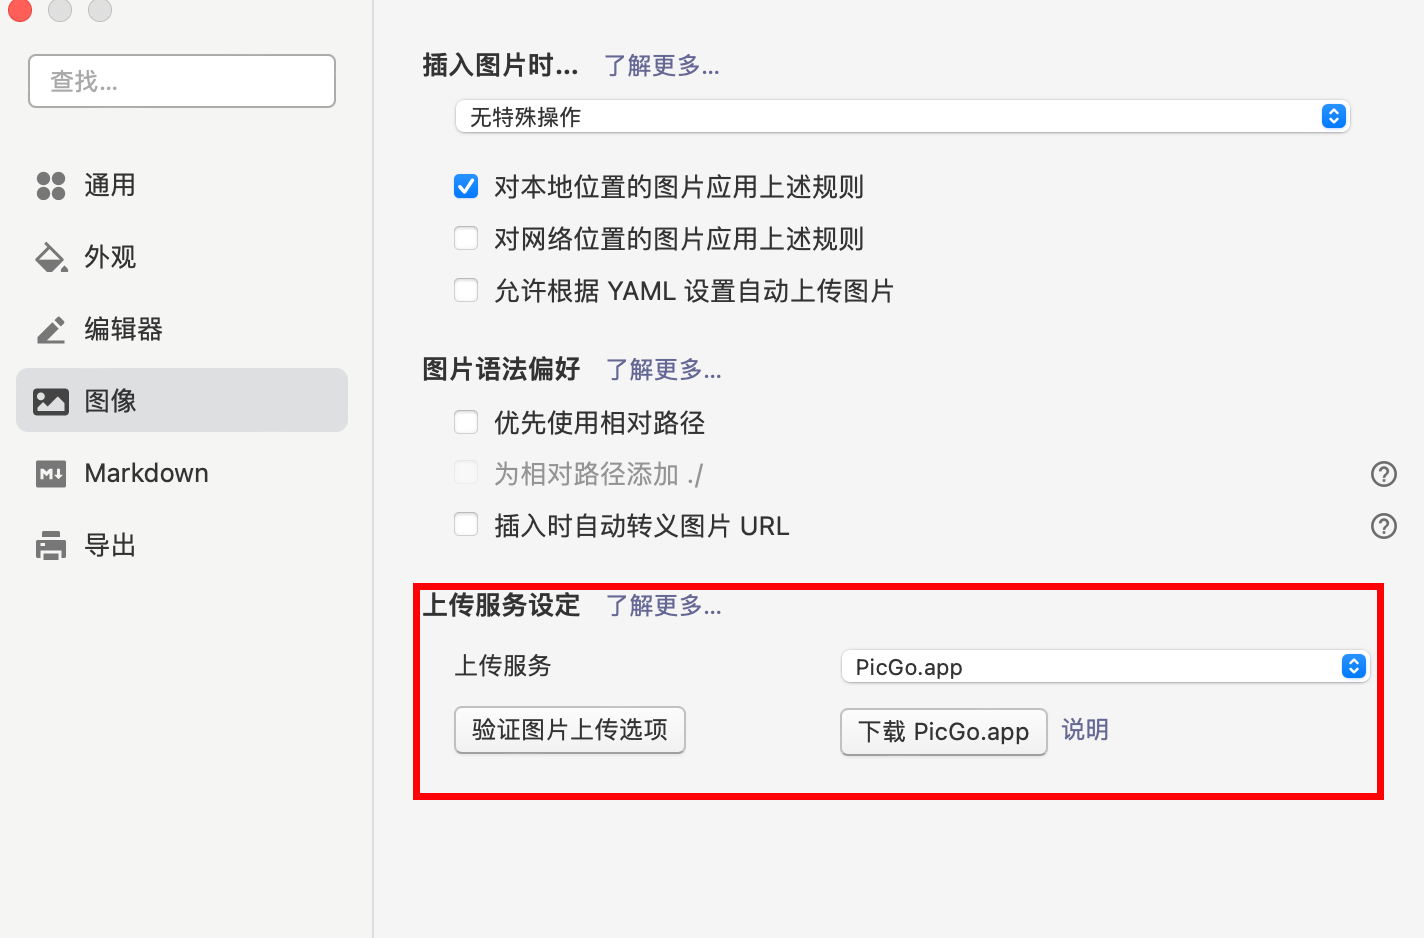 查找...
通用
外观
编辑器
图像
Markdown
导出
插入图片时... 了解更多...
无特殊操作
对本地位置的图片应用上述规则
对网络位置的图片应用上述规则
允许根据 YAML 设置自动上传图片
图片语法偏好 了解更多...
优先使用相对路径
为相对路径添加 ./
插入时自动转义图片 URL
上传服务设定 了解更多...
上传服务 PicGo.app
验证图片上传选项 下载 PicGo.app 说明